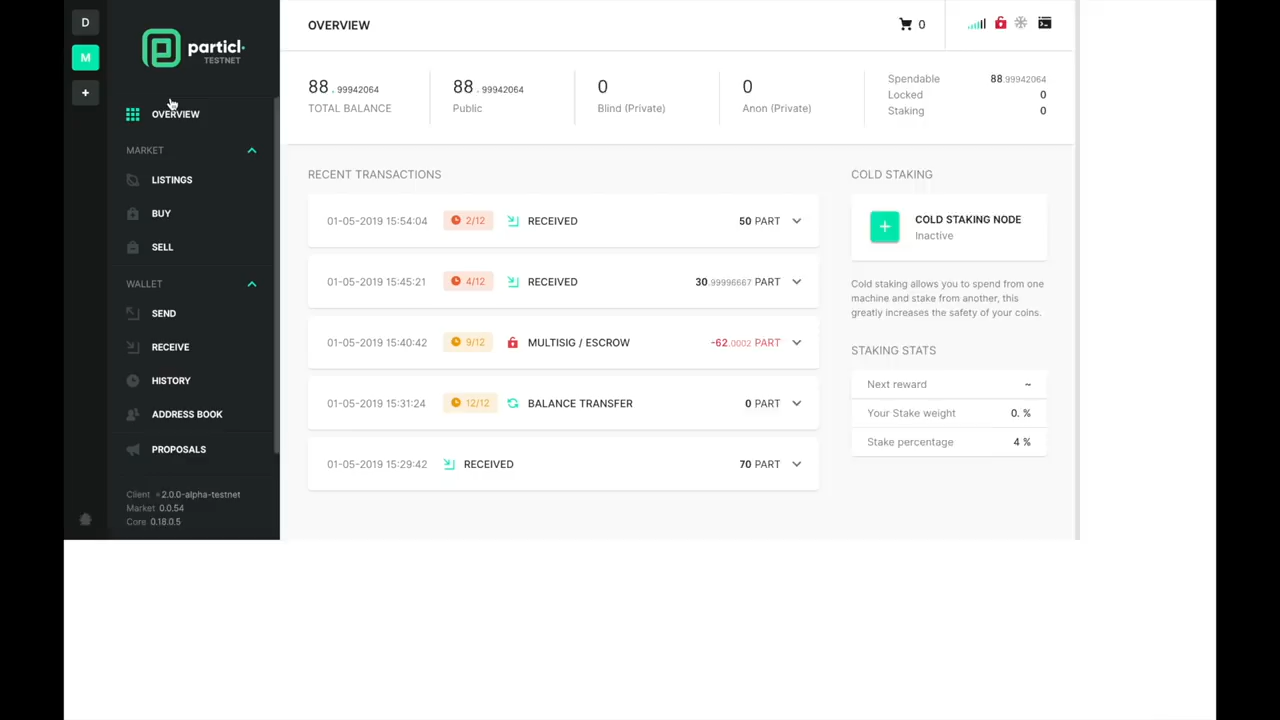 D
M
+
particl
TESTNET
OVERVIEW
MARKET
LISTINGS
BUY
SELL
WALLET
SEND
RECEIVE
HISTORY
ADDRESS BOOK
PROPOSALS
Client 2.0.0-alpha-testnet
Market 0.0.54
Core 0.18.0.5
OVERVIEW
0
88 . 99942064
TOTAL BALANCE
88 . 99942064
Public
0
Blind (Private)
0
Anon (Private)
Spendable 88.99942064
Locked 0
Staking 0
RECENT TRANSACTIONS
01-05-2019 15:54:04 2/12 RECEIVED 50 PART
01-05-2019 15:45:21 4/12 RECEIVED 30.99996667 PART
01-05-2019 15:40:42 9/12 MULTISIG / ESCROW -62.0002 PART
01-05-2019 15:31:24 12/12 BALANCE TRANSFER 0 PART
01-05-2019 15:29:42 RECEIVED 70 PART
COLD STAKING
+
COLD STAKING NODE
Inactive
Cold staking allows you to spend from one
machine and stake from another, this
greatly increases the safety of your coins.
STAKING STATS
Next reward ~
Your Stake weight 0. %
Stake percentage 4 %